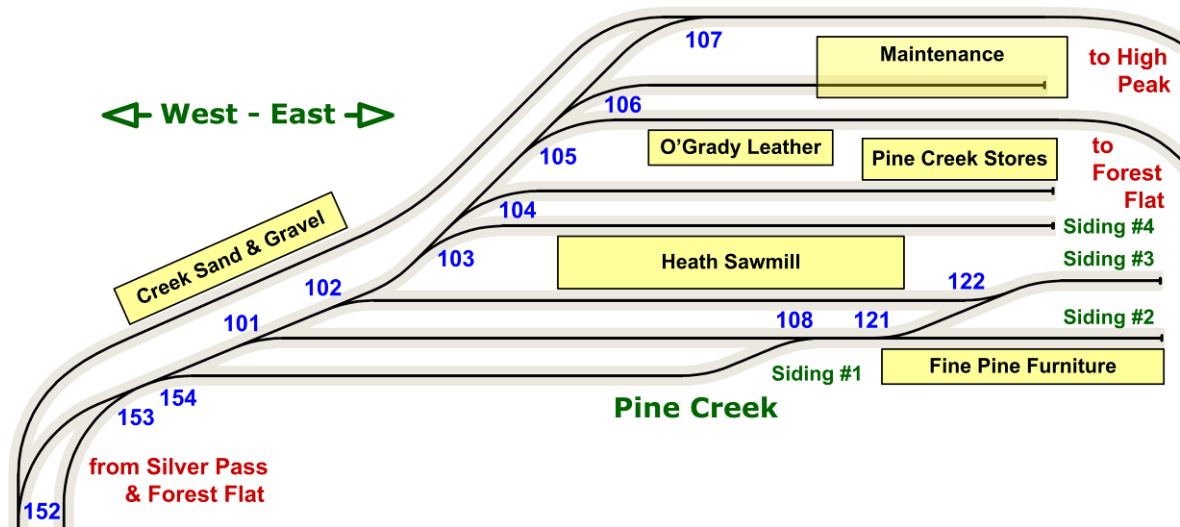 107
Maintenance
to High
Peak
106
West - East
105
O'Grady Leather
Pine Creek Stores
to
Forest
Flat
104
Siding #4
103
Creek Sand & Gravel
Heath Sawmill
Siding #3
102
122
101
108
121
Siding #2
Fine Pine Furniture
Siding #1
154
153
Pine Creek
from Silver Pass
& Forest Flat
152